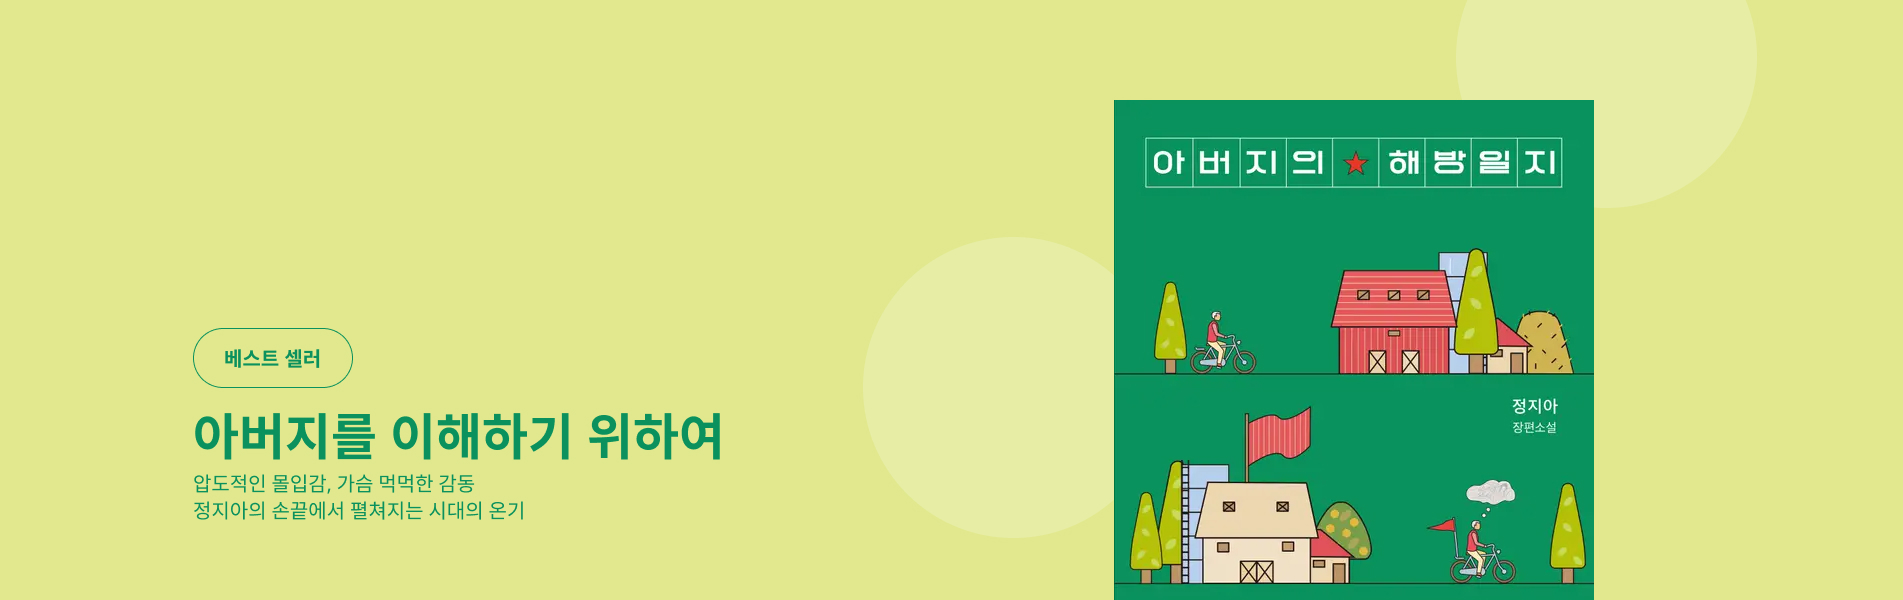 베스트 셀러
아버지를 이해하기 위하여
압도적인 몰입감, 가슴 먹먹한 감동
정지아의 손끝에서 펼쳐지는 시대의 온기
아버지의★해방일지
정지아
장편소설